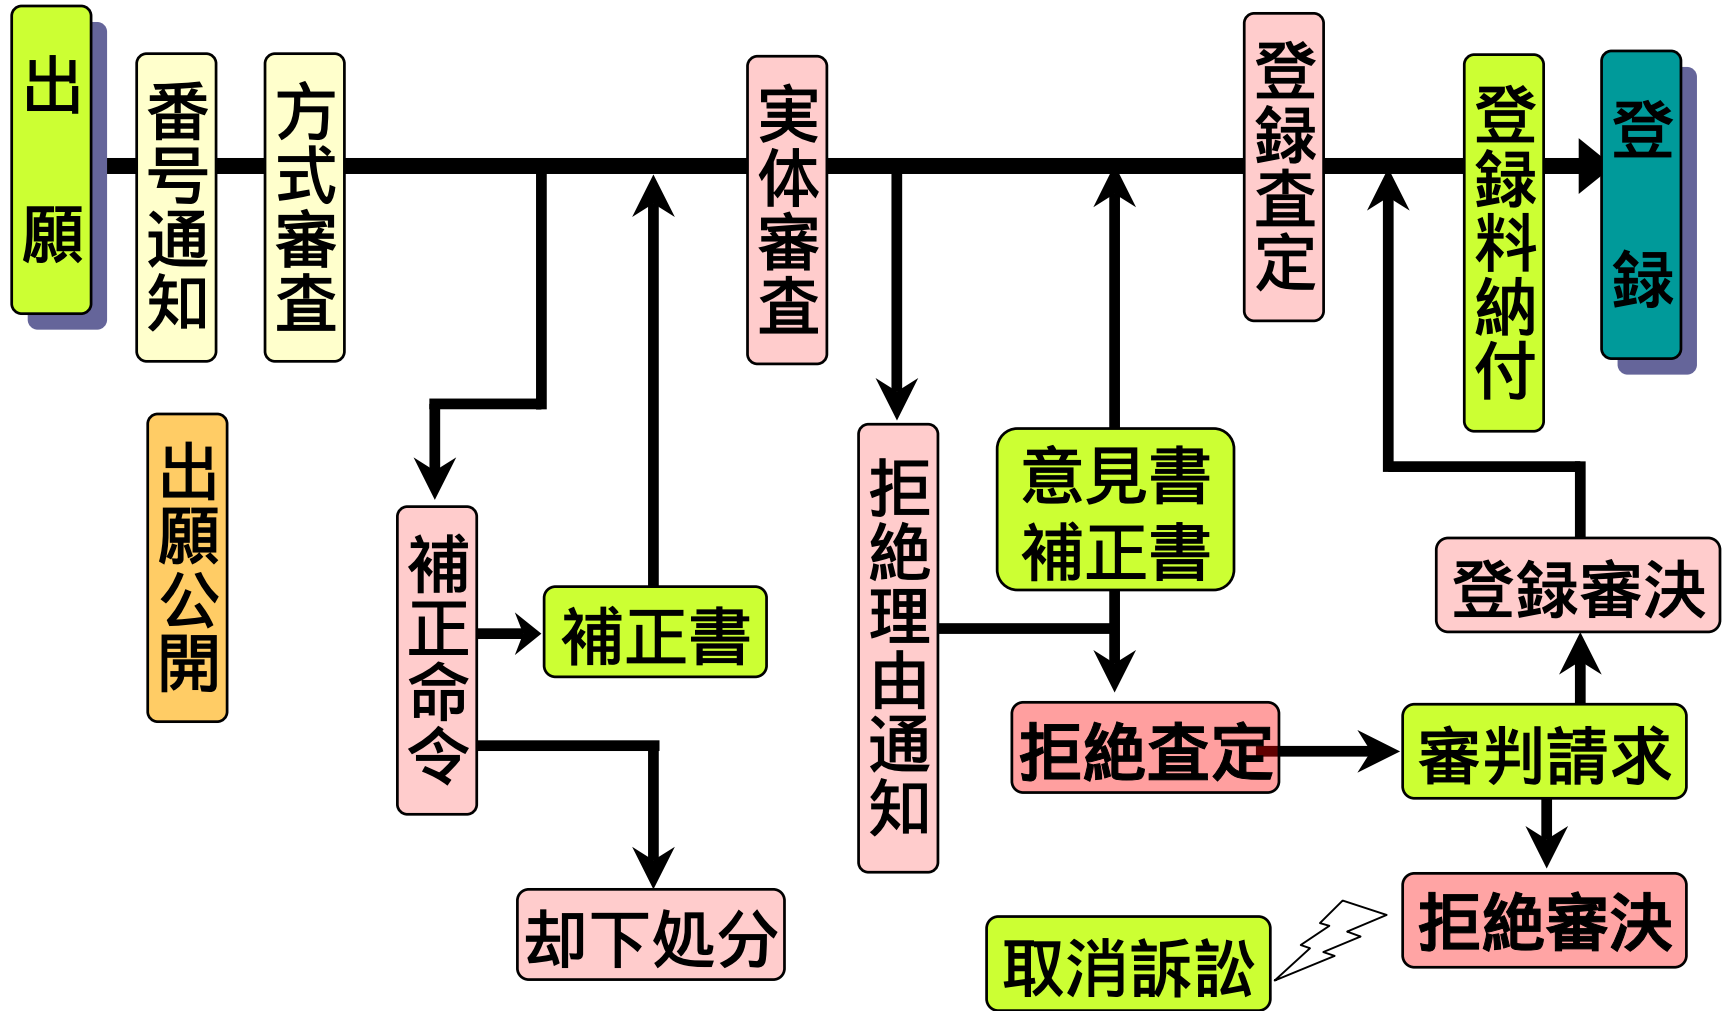 出願
番号通知
方式審査
実体審査
登録査定
登録料納付
登録
出願公開
補正命令
補正書
却下処分
拒絶理由通知
意見書
補正書
拒絶査定
登録審決
審判請求
拒絶審決
取消訴訟